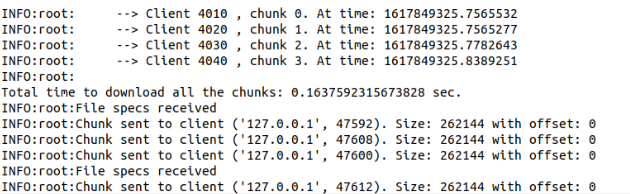 INFO:root:      --> Client 4010 , chunk 0. At time: 1617849325.7565532
INFO:root:      --> Client 4020 , chunk 1. At time: 1617849325.7565277
INFO:root:      --> Client 4030 , chunk 2. At time: 1617849325.7782643
INFO:root:      --> Client 4040 , chunk 3. At time: 1617849325.8389251
INFO:root:
Total time to download all the chunks: 0.1637592315673828 sec.
INFO:root:File specs received
INFO:root:Chunk sent to client ('127.0.0.1', 47592). Size: 262144 with offset: 0
INFO:root:Chunk sent to client ('127.0.0.1', 47608). Size: 262144 with offset: 0
INFO:root:Chunk sent to client ('127.0.0.1', 47600). Size: 262144 with offset: 0
INFO:root:File specs received
INFO:root:Chunk sent to client ('127.0.0.1', 47612). Size: 262144 with offset: 0